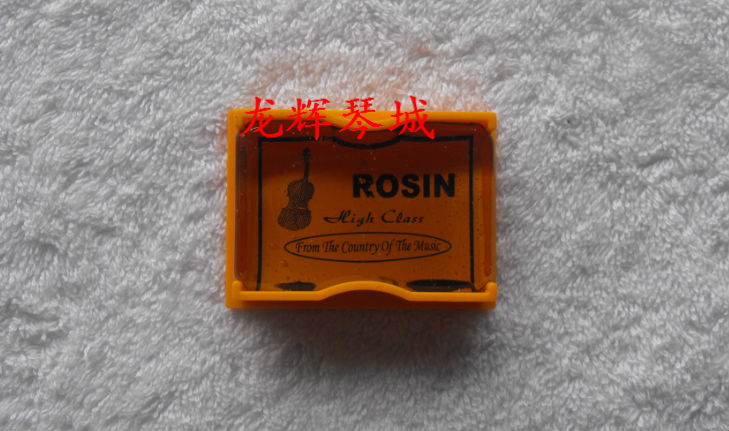 龙辉琴城
ROSIN
High Class
From The Country Of The Music